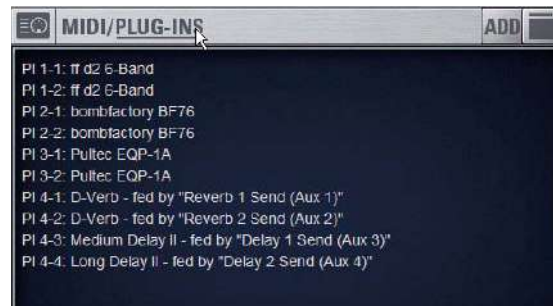 MIDI/PLUG-INS
ADD
PI 1-1: ff d2 6-Band
PI 1-2: ff d2 6-Band
PI 2-1: bombfactory BF76
PI 2-2: bombfactory BF76
PI 3-1: Pultec EQP-1A
PI 3-2: Pultec EQP-1A
PI 4-1: D-Verb - fed by "Reverb 1 Send (Aux 1)"
PI 4-2: D-Verb - fed by "Reverb 2 Send (Aux 2)"
PI 4-3: Medium Delay II - fed by "Delay 1 Send (Aux 3)"
PI 4-4: Long Delay II - fed by "Delay 2 Send (Aux 4)"